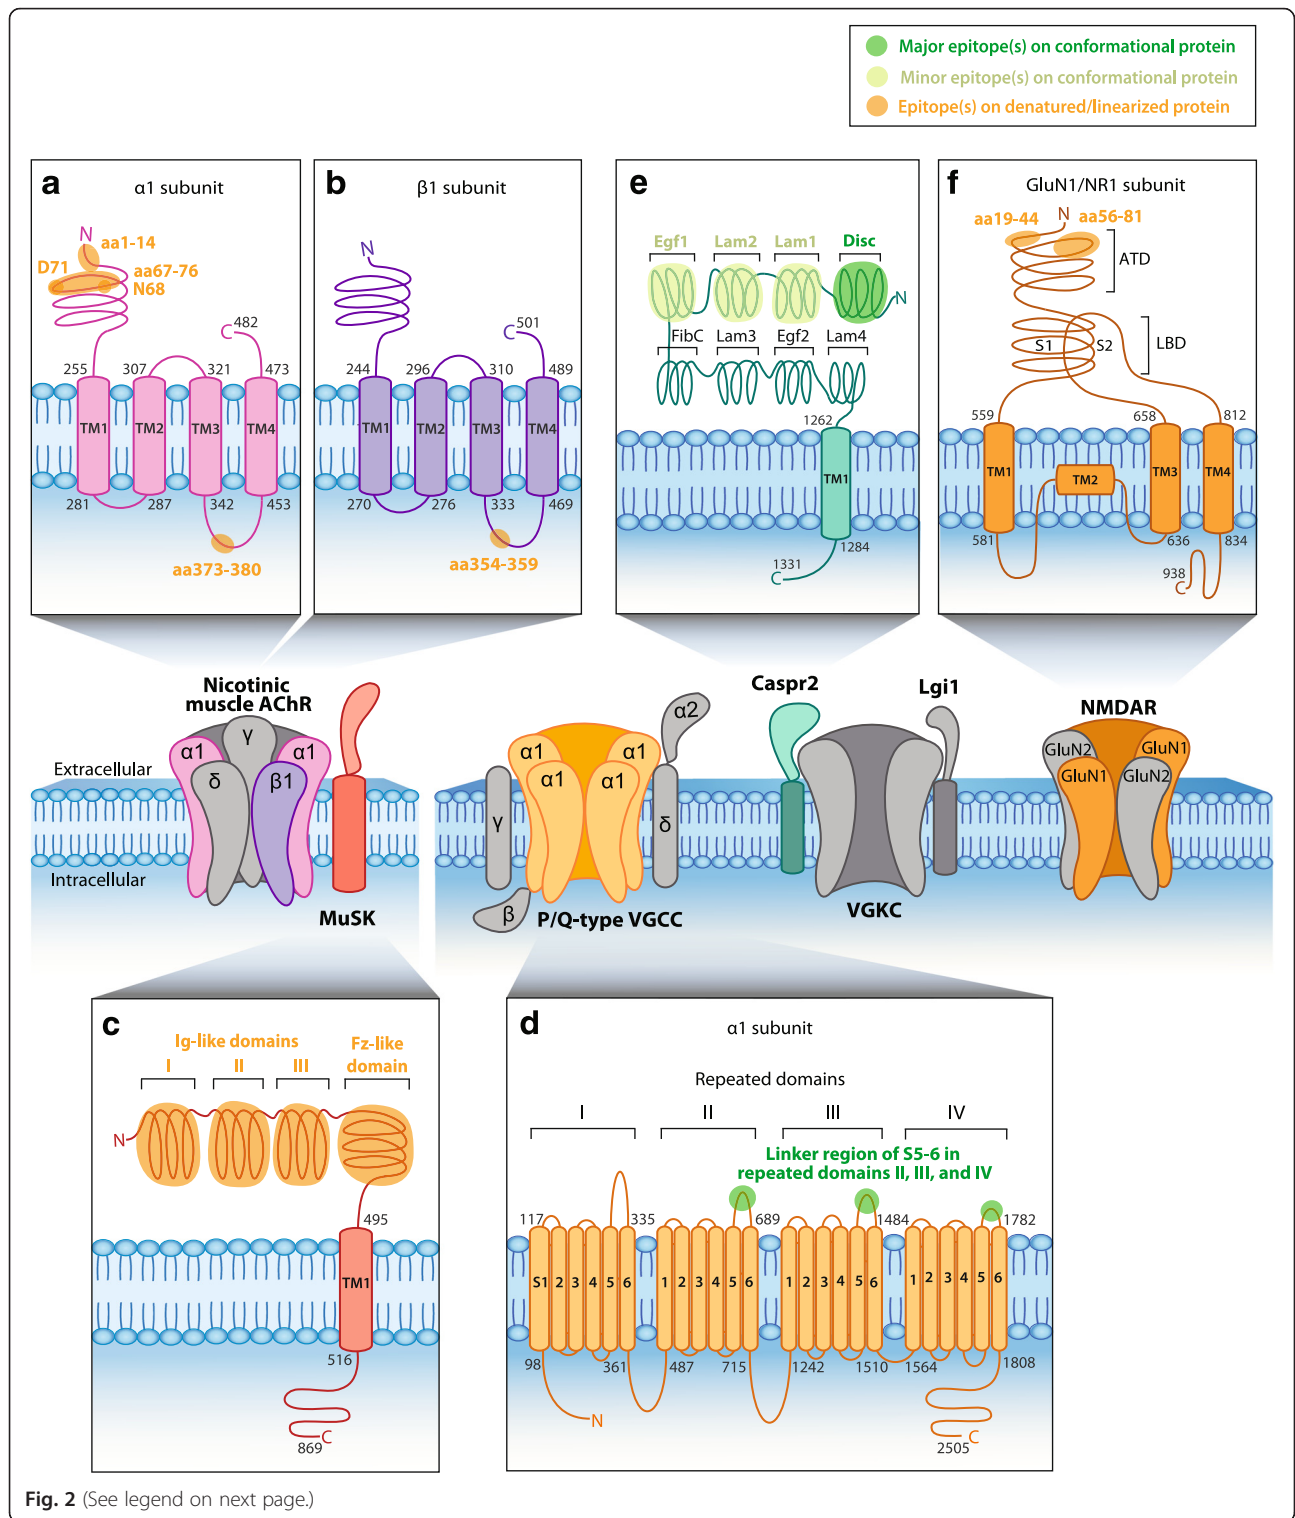 Major epitope(s) on conformational protein
Minor epitope(s) on conformational protein
Epitope(s) on denatured/linearized protein
a
α1 subunit
N
aa1-14
D71
aa67-76
N68
C
482
255
307
321
473
TM1
TM2
TM3
TM4
281
287
342
453
aa373-380
b
β1 subunit
N
C
501
244
296
310
489
TM1
TM2
TM3
TM4
270
276
333
469
aa354-359
e
Egf1
Lam2
Lam1
Disc
N
FibC
Lam3
Egf2
Lam4
1262
TM1
1284
1331
C
f
GluN1/NR1 subunit
N
aa19-44
aa56-81
ATD
S1
S2
LBD
559
658
812
TM1
TM2
TM3
TM4
581
636
834
938
C
Nicotinic
muscle AChR
γ
α1
α1
δ
β1
Extracellular
Intracellular
MuSK
α2
α1
α1
α1
α1
γ
δ
β
P/Q-type VGCC
Caspr2
Lgi1
VGKC
NMDAR
GluN2
GluN1
GluN1
GluN2
c
Ig-like domains
I
II
III
Fz-like
domain
N
495
TM1
516
C
869
d
α1 subunit
Repeated domains
I
II
III
IV
Linker region of S5-6 in
repeated domains II, III, and IV
117
335
689
1484
1782
S1 2 3 4 5 6
1 2 3 4 5 6
1 2 3 4 5 6
1 2 3 4 5 6
98
361
487
715
1242
1510
1564
1808
N
C
2505
Fig. 2 (See legend on next page.)